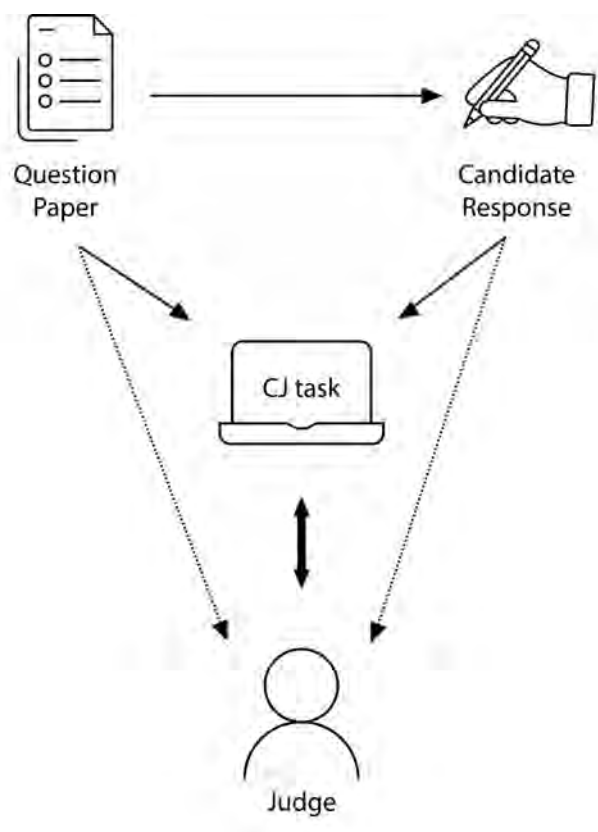 Question
Paper
Candidate
Response
CJ task
Judge